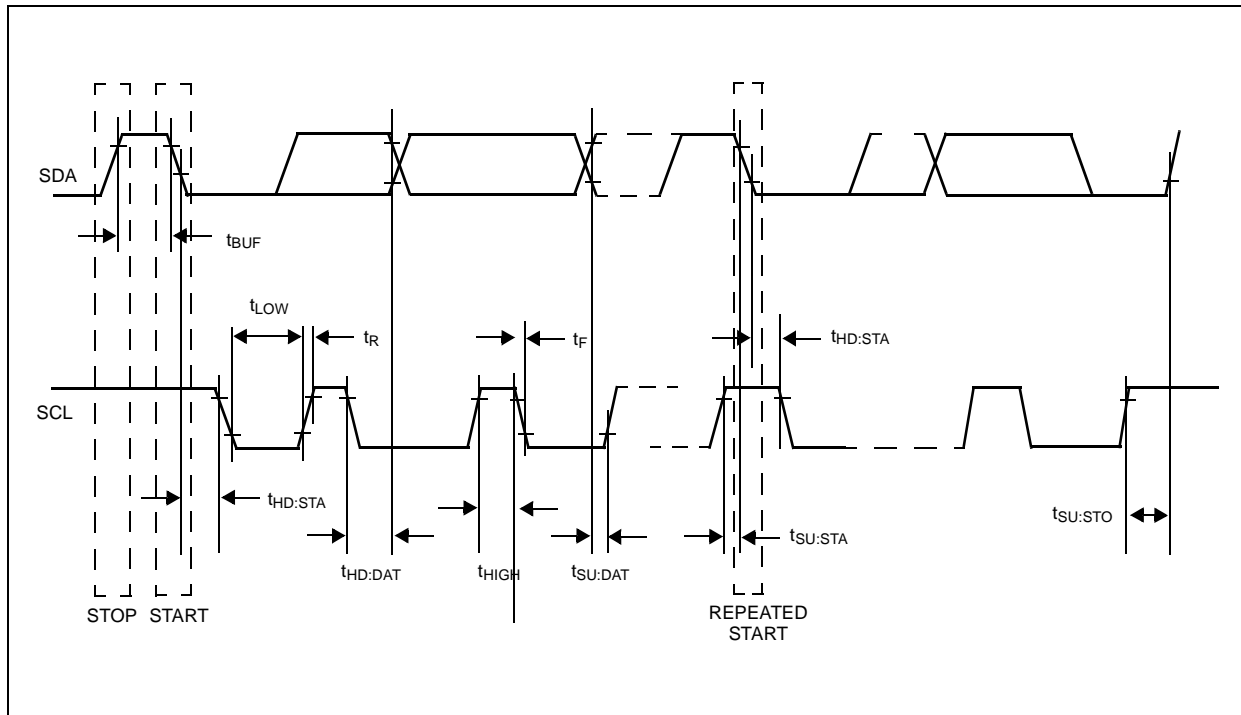 SDA
tBUF
tLOW
tR
tF
tHD:STA
SCL
tHD:STA
tSU:STO
tSU:STA
tHD:DAT
tHIGH
tSU:DAT
STOP
START
REPEATED
START